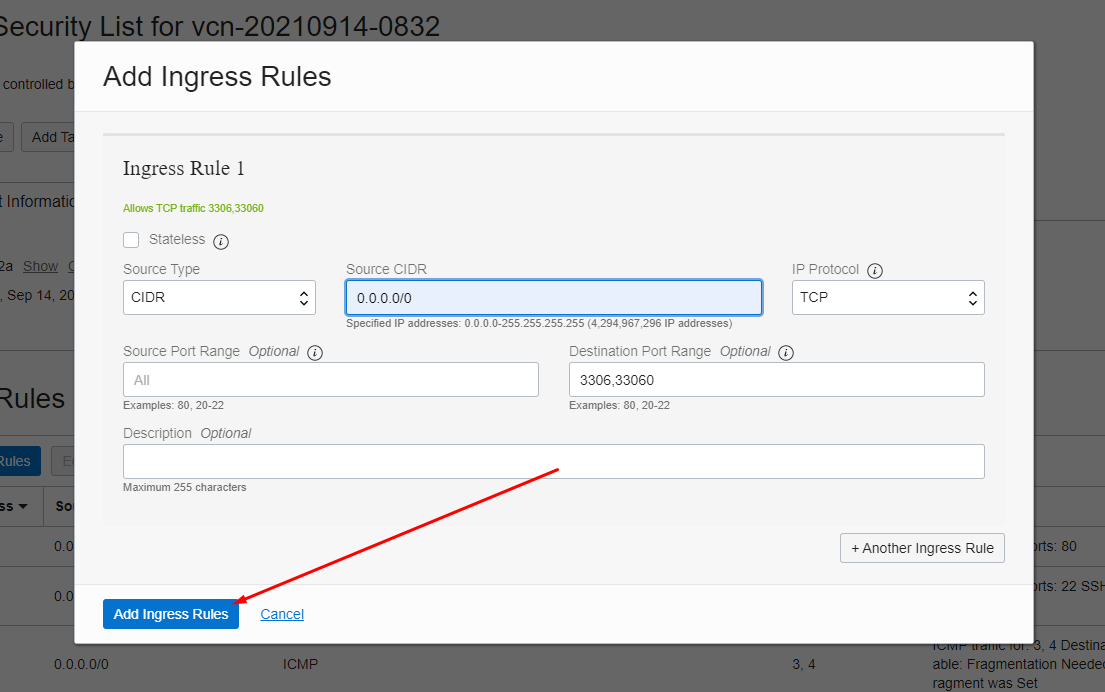 Security List for vcn-20210914-0832
controlled b
Add Ta
t Informatio
2a Show
, Sep 14, 20
Rules
Rules
ss
Sou
0.0
0.0
Add Ingress Rules
Ingress Rule 1
Allows TCP traffic 3306,33060
Stateless i
Source Type
CIDR
Source CIDR
0.0.0.0/0
Specified IP addresses: 0.0.0.0-255.255.255.255 (4,294,967,296 IP addresses)
IP Protocol i
TCP
Source Port Range Optional i
All
Examples: 80, 20-22
Destination Port Range Optional i
3306,33060
Examples: 80, 20-22
Description Optional
Maximum 255 characters
+ Another Ingress Rule
Add Ingress Rules Cancel
orts: 80
orts: 22 SSH
0.0.0.0/0 ICMP 3, 4
ICMP traffic for: 3, 4 Destina
able: Fragmentation Needed
ragment was Set